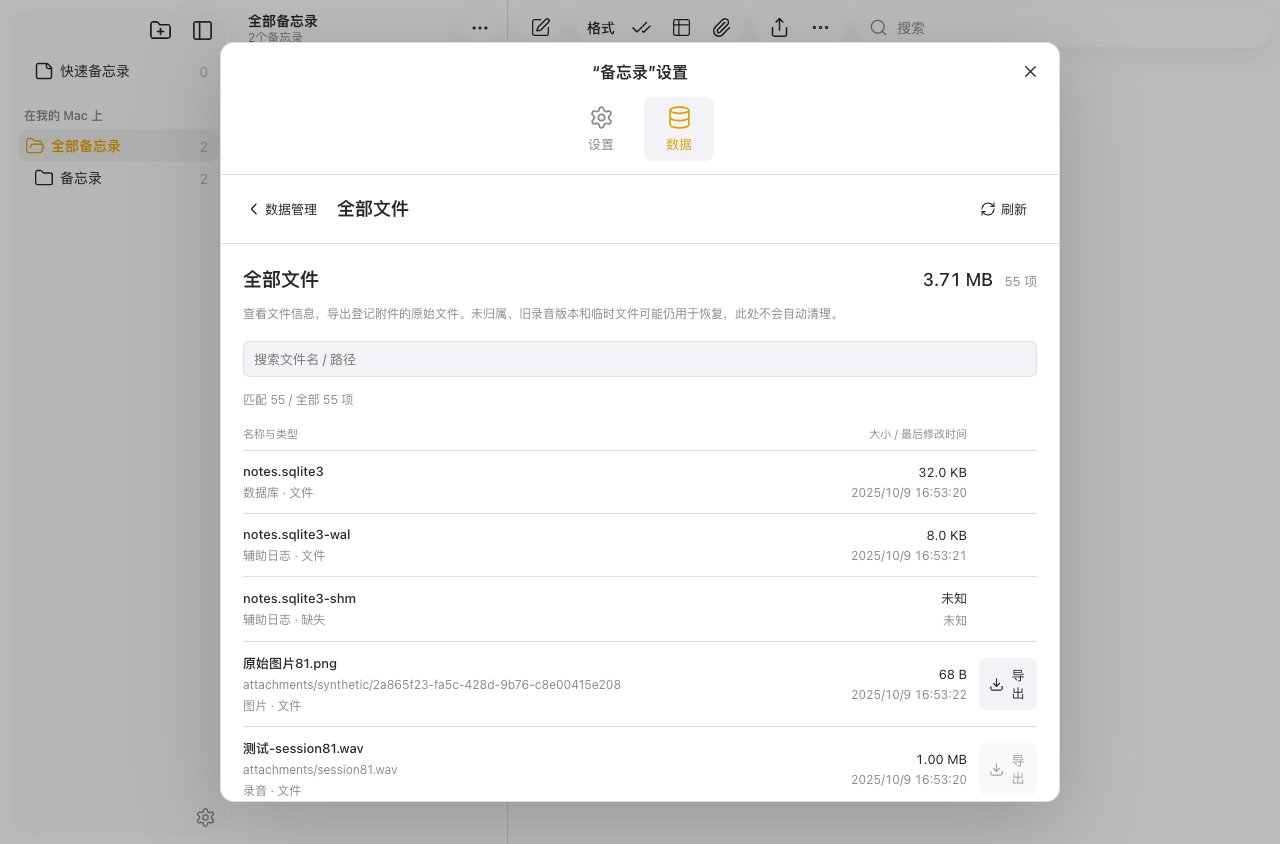 全部备忘录
2个备忘录
格式
搜索
快速备忘录 0
在我的 Mac 上
全部备忘录 2
备忘录 2
“备忘录”设置
设置
数据
数据管理
全部文件
刷新
全部文件
3.71 MB 55 项
查看文件信息，导出登记附件的原始文件。未归属、旧录音版本和临时文件可能仍用于恢复，此处不会自动清理。
搜索文件名 / 路径
匹配 55 / 全部 55 项
名称与类型
大小 / 最后修改时间
notes.sqlite3
32.0 KB
数据库 · 文件
2025/10/9 16:53:20
notes.sqlite3-wal
8.0 KB
辅助日志 · 文件
2025/10/9 16:53:21
notes.sqlite3-shm
未知
辅助日志 · 缺失
未知
原始图片81.png
68 B
attachments/synthetic/2a865f23-fa5c-428d-9b76-c8e00415e208
2025/10/9 16:53:22
图片 · 文件
导
出
测试-session81.wav
1.00 MB
attachments/session81.wav
2025/10/9 16:53:20
录音 · 文件
导
出